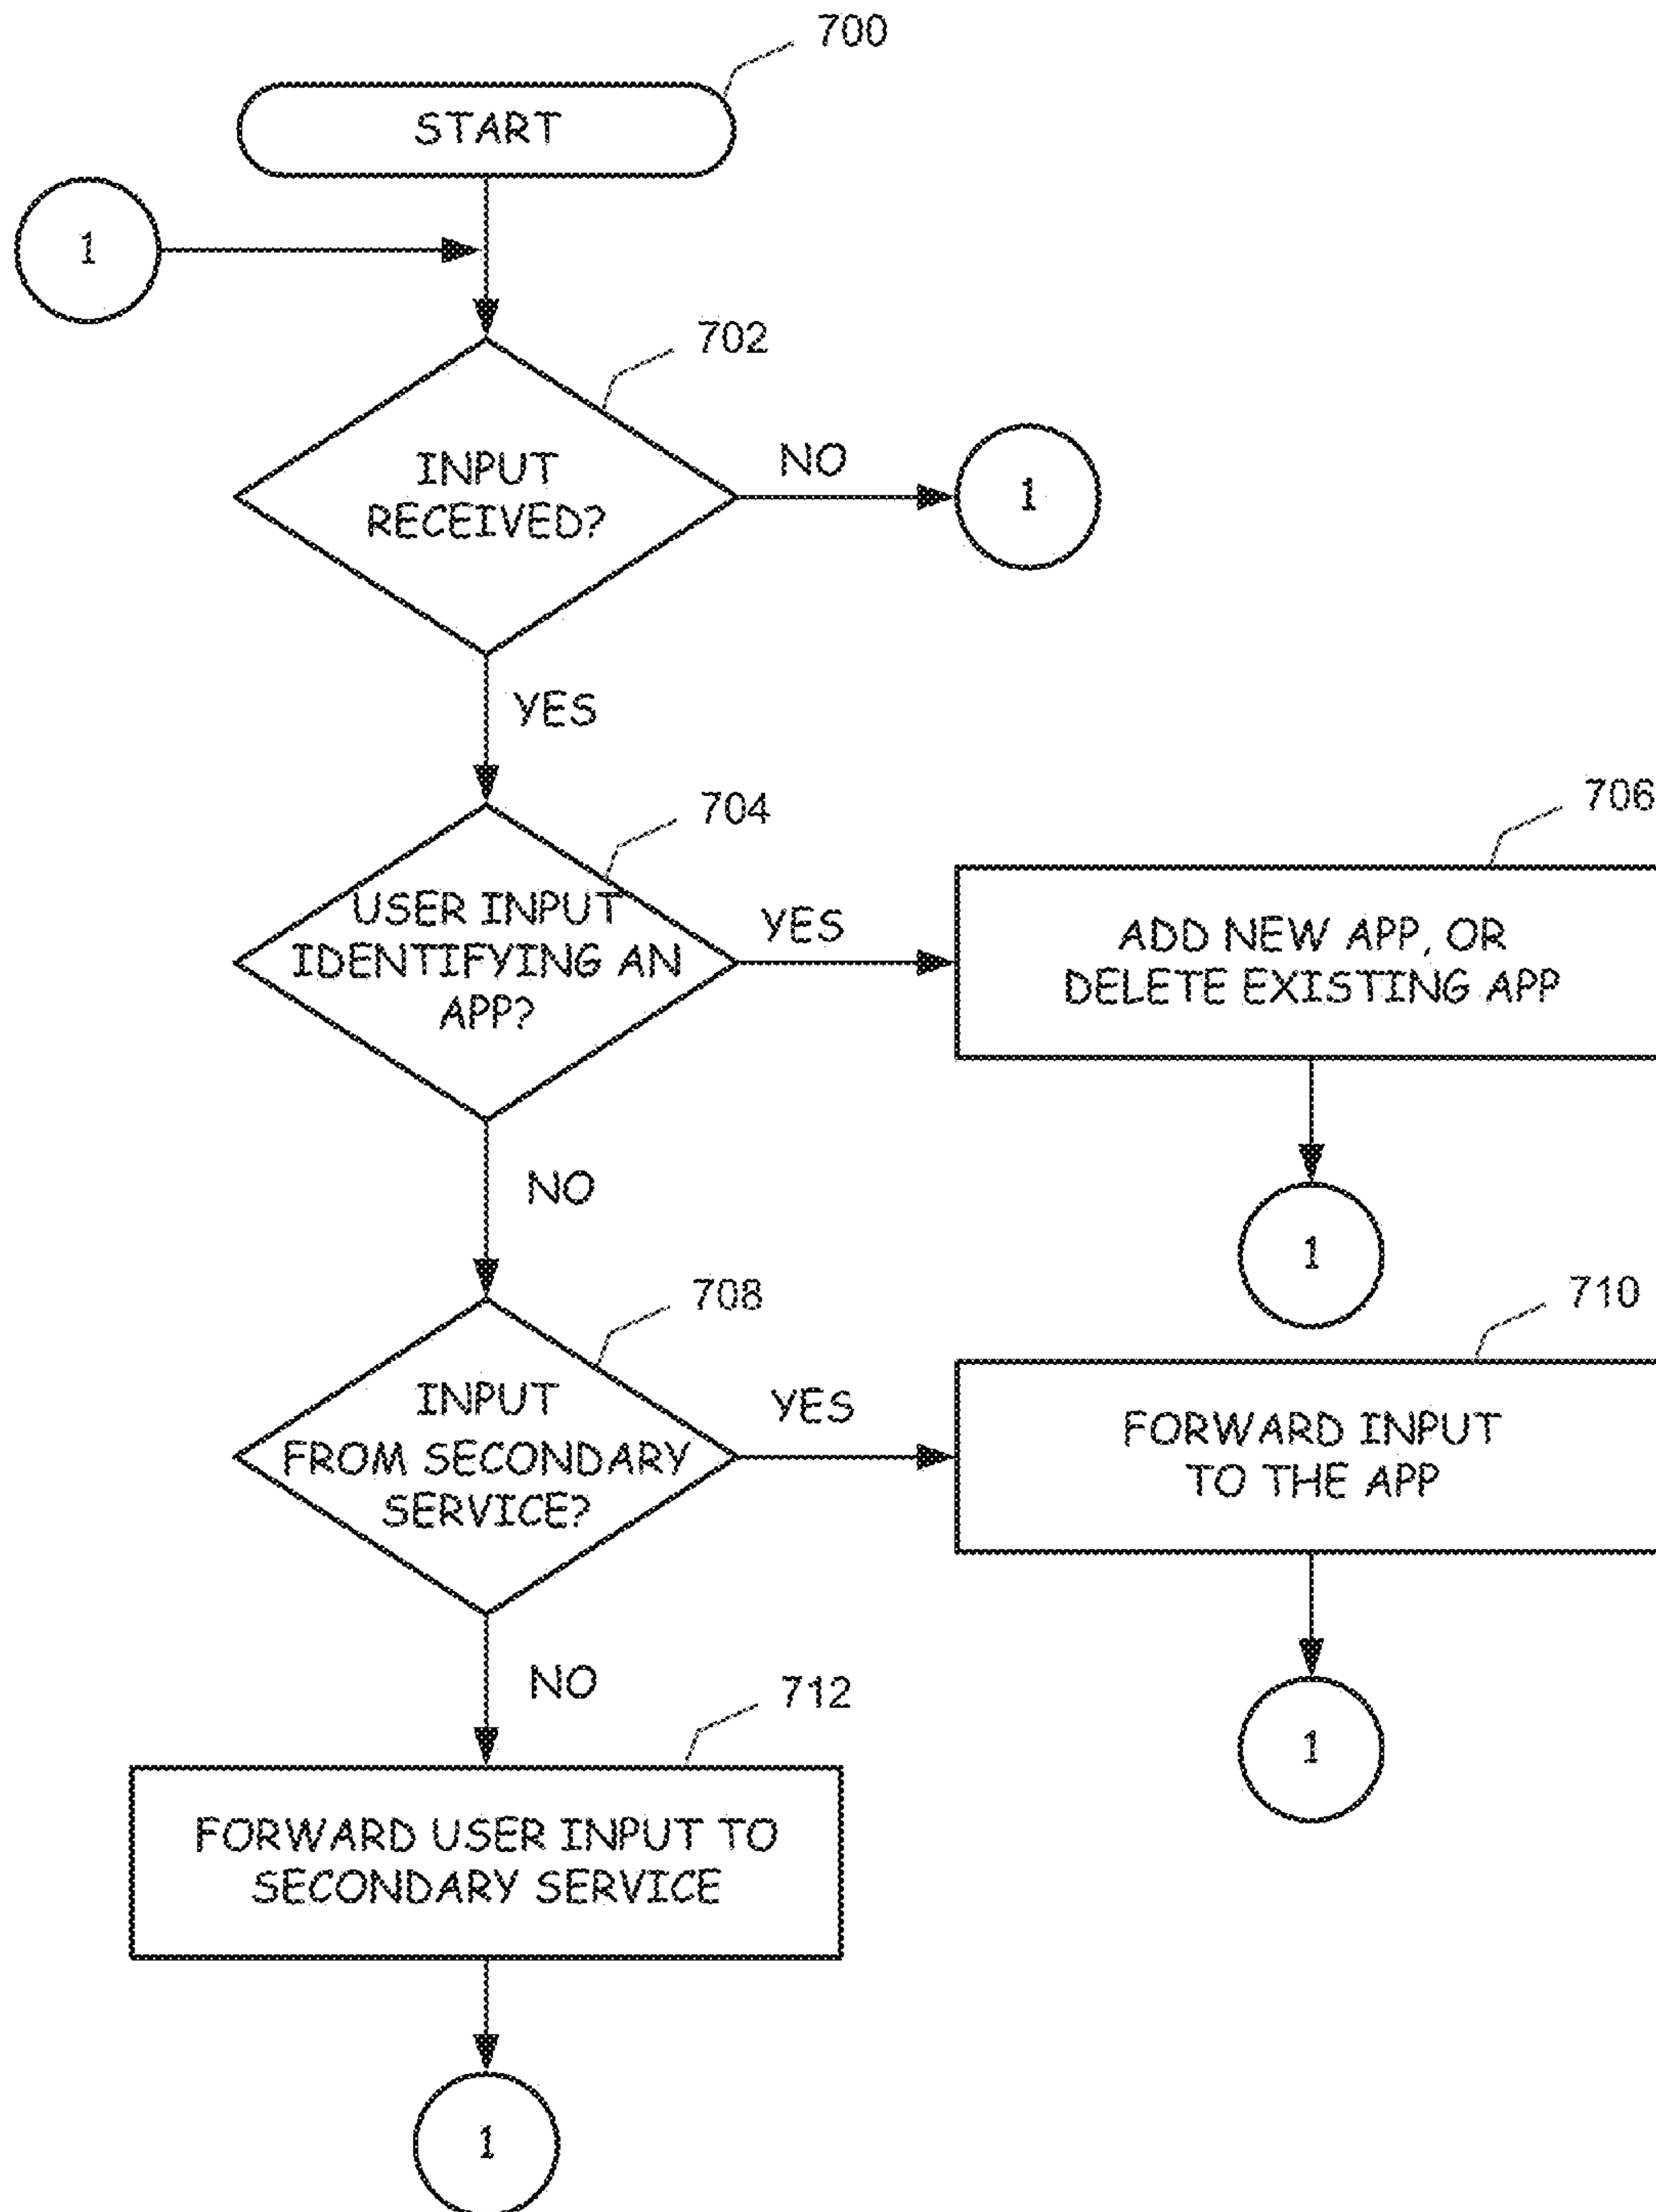 700
START
1
702
INPUT
RECEIVED?
NO
1
YES
704
706
USER INPUT
IDENTIFYING AN
APP?
YES
ADD NEW APP, OR
DELETE EXISTING APP
NO
1
708
710
INPUT
FROM SECONDARY
SERVICE?
YES
FORWARD INPUT
TO THE APP
NO
1
712
FORWARD USER INPUT TO
SECONDARY SERVICE
1